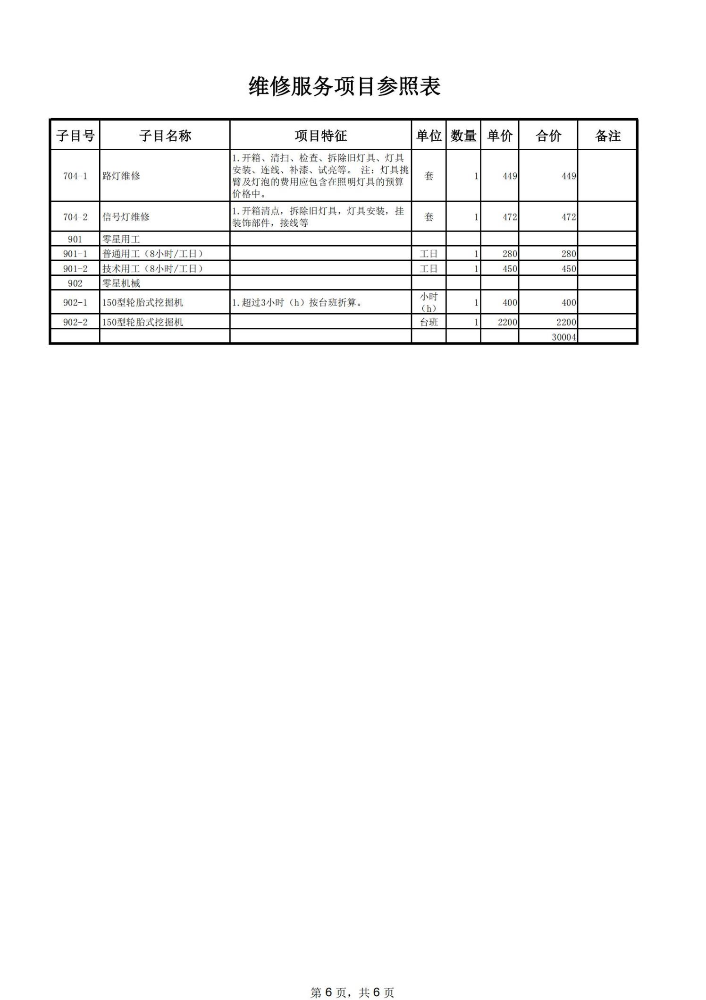 维修服务项目参照表
子目号 子目名称 项目特征 单位 数量 单价 合价 备注
704-1 路灯维修 1.开箱、清扫、检查、拆除旧灯具、灯具
安装、连线、补漆、试亮等。 注：灯具挑
臂及灯泡的费用应包含在照明灯具的预算
价格中。 套 1 449 449
704-2 信号灯维修 1.开箱清点，拆除旧灯具，灯具安装，挂
装饰部件，接线等 套 1 472 472
901 零星用工
901-1 普通用工（8小时/工日） 工日 1 280 280
901-2 技术用工（8小时/工日） 工日 1 450 450
902 零星机械
902-1 150型轮胎式挖掘机 1.超过3小时（h）按台班折算。 小时
（h） 1 400 400
902-2 150型轮胎式挖掘机 台班 1 2200 2200
30004
第 6 页，共 6 页